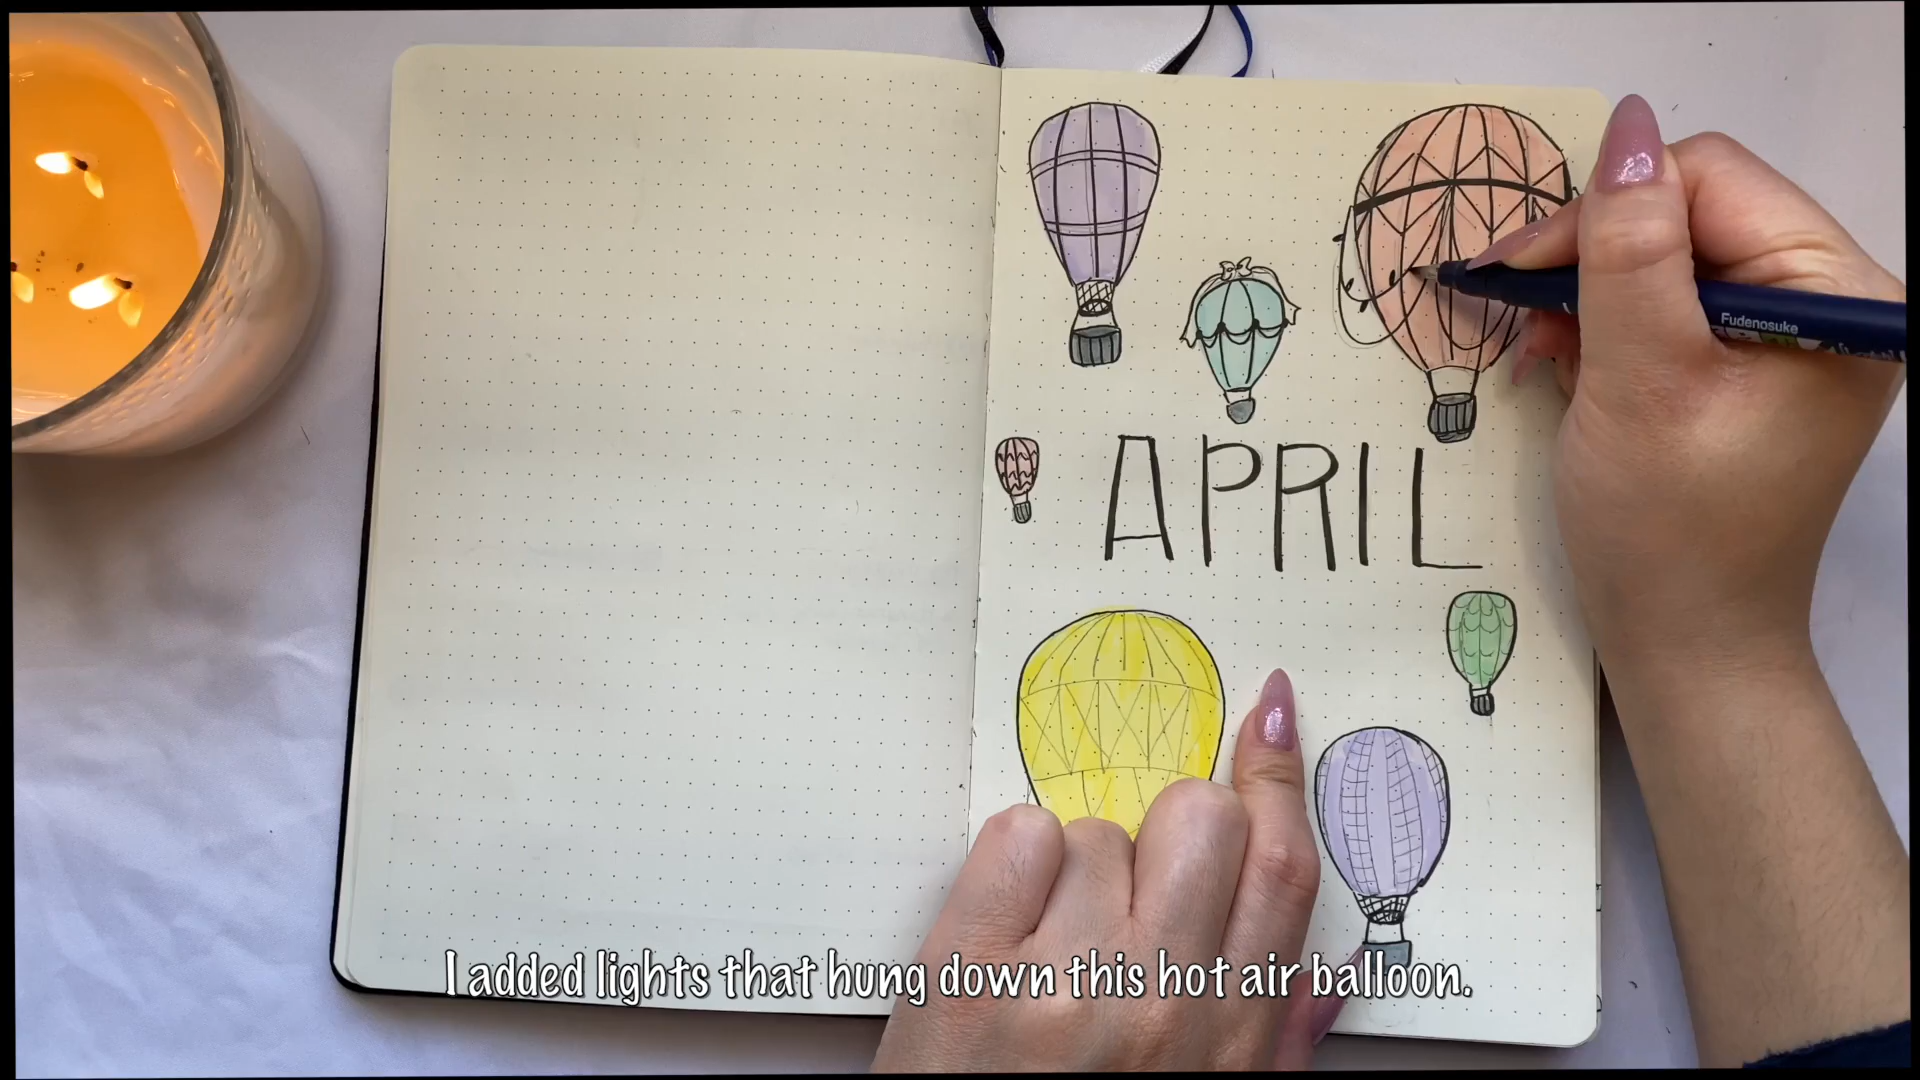 Fudenosuke
APRIL
I added lights that hung down this hot air balloon.